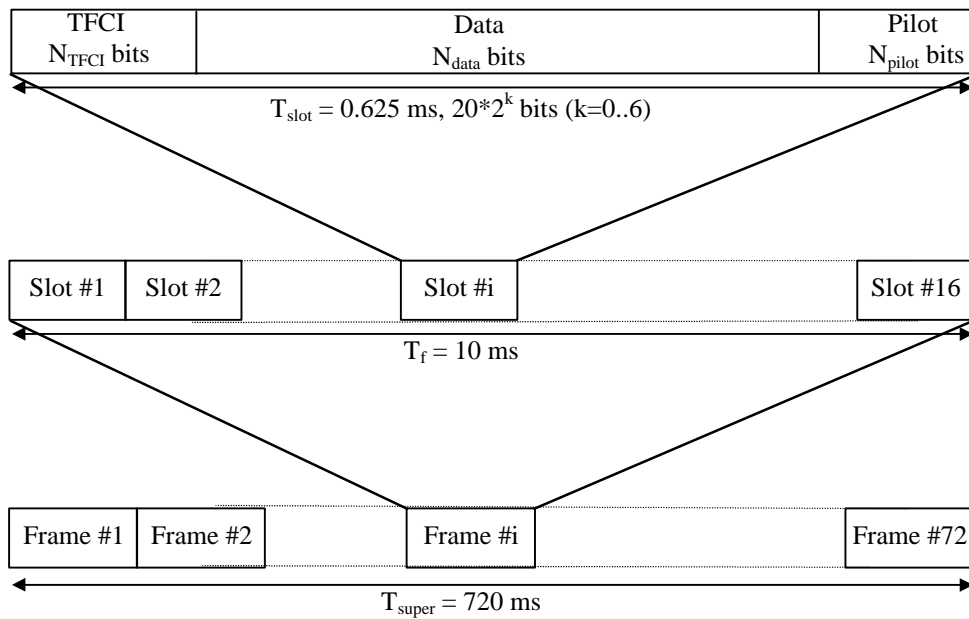 TFCI Data Pilot
N_TFCI bits N_data bits N_pilot bits
T_slot = 0.625 ms, 20*2^k bits (k=0..6)
Slot #1 Slot #2 Slot #i Slot #16
T_f = 10 ms
Frame #1 Frame #2 Frame #i Frame #72
T_super = 720 ms